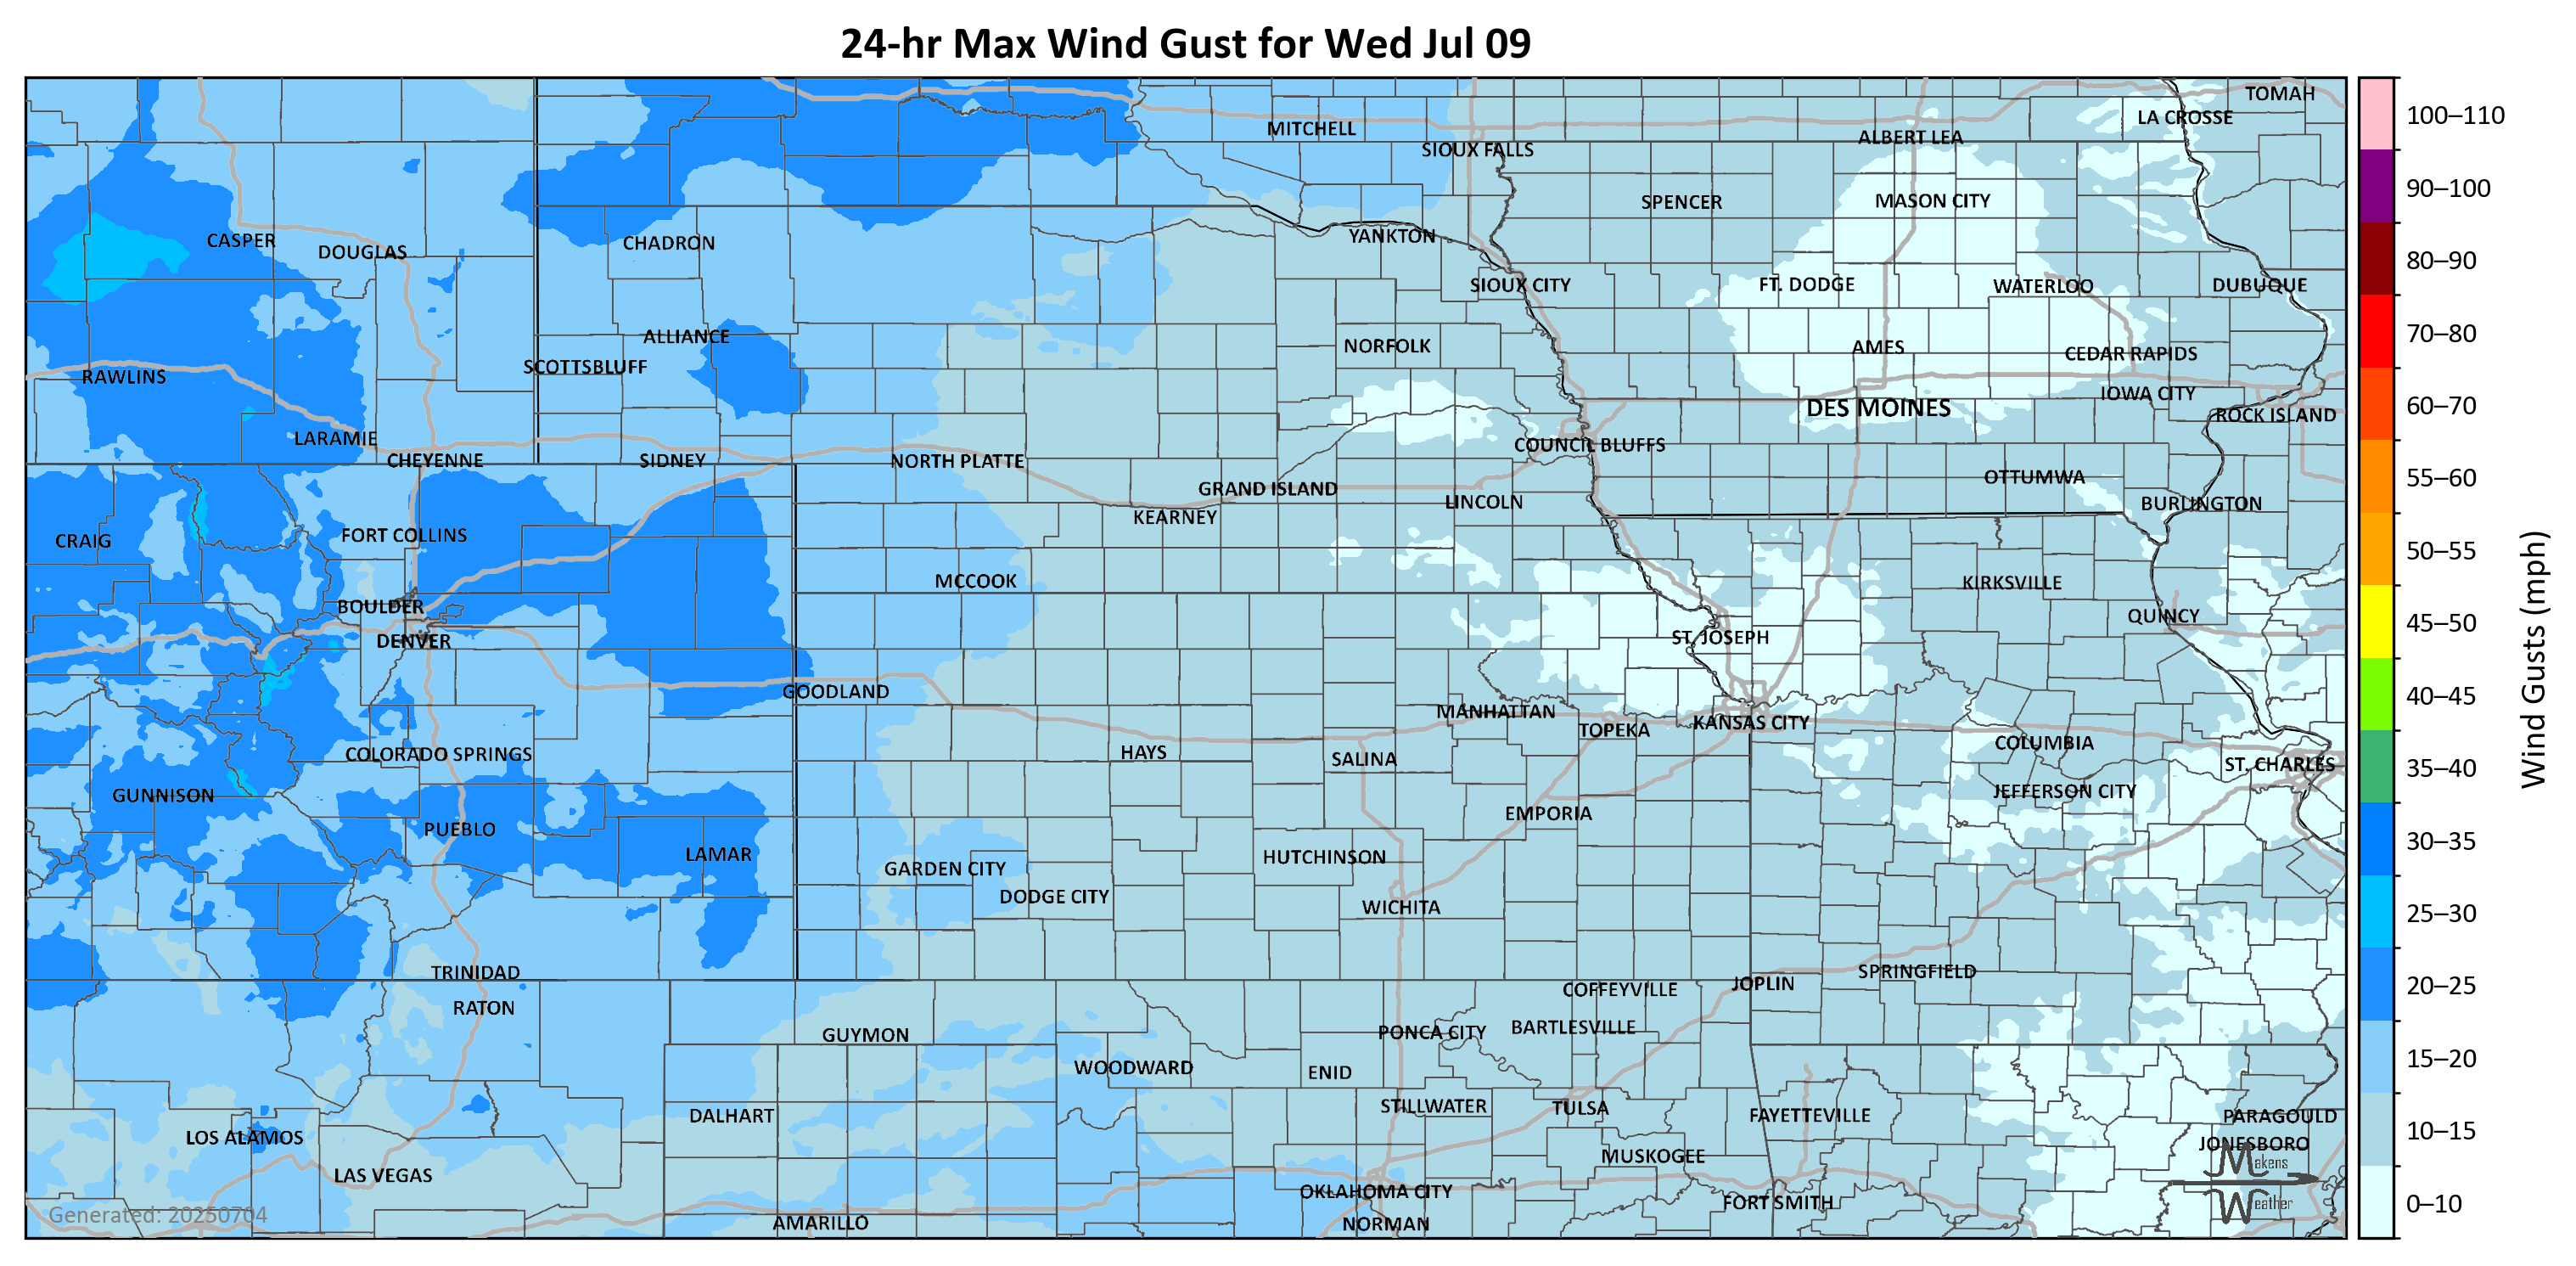 24-hr Max Wind Gust for Wed Jul 09
TOMAH
LA CROSSE
MITCHELL
ALBERT LEA
SIOUX FALLS
SPENCER
MASON CITY
CASPER
DOUGLAS
CHADRON
YANKTON
SIOUX CITY
FT. DODGE
WATERLOO
DUBUQUE
ALLIANCE
NORFOLK
AMES
CEDAR RAPIDS
SCOTTSBLUFF
RAWLINS
IOWA CITY
DES MOINES
ROCK ISLAND
LARAMIE
COUNCIL BLUFFS
CHEYENNE
SIDNEY
NORTH PLATTE
OTTUMWA
GRAND ISLAND
LINCOLN
BURLINGTON
KEARNEY
CRAIG
FORT COLLINS
MCCOOK
KIRKSVILLE
BOULDER
QUINCY
DENVER
ST. JOSEPH
GOODLAND
MANHATTAN
TOPEKA
KANSAS CITY
COLUMBIA
COLORADO SPRINGS
HAYS
SALINA
ST. CHARLES
GUNNISON
JEFFERSON CITY
EMPORIA
PUEBLO
LAMAR
HUTCHINSON
GARDEN CITY
DODGE CITY
WICHITA
TRINIDAD
SPRINGFIELD
JOPLIN
COFFEYVILLE
RATON
GUYMON
PONCA CITY
BARTLESVILLE
WOODWARD
ENID
DALHART
STILLWATER
TULSA
FAYETTEVILLE
PARAGOULD
LOS ALAMOS
JONESBORO
MUSKOGEE
LAS VEGAS
OKLAHOMA CITY
FORT SMITH
AMARILLO
NORMAN
Generated: 20250704
Makens
Weather
100–110
90–100
80–90
70–80
60–70
55–60
50–55
45–50
40–45
35–40
30–35
25–30
20–25
15–20
10–15
0–10
Wind Gusts (mph)